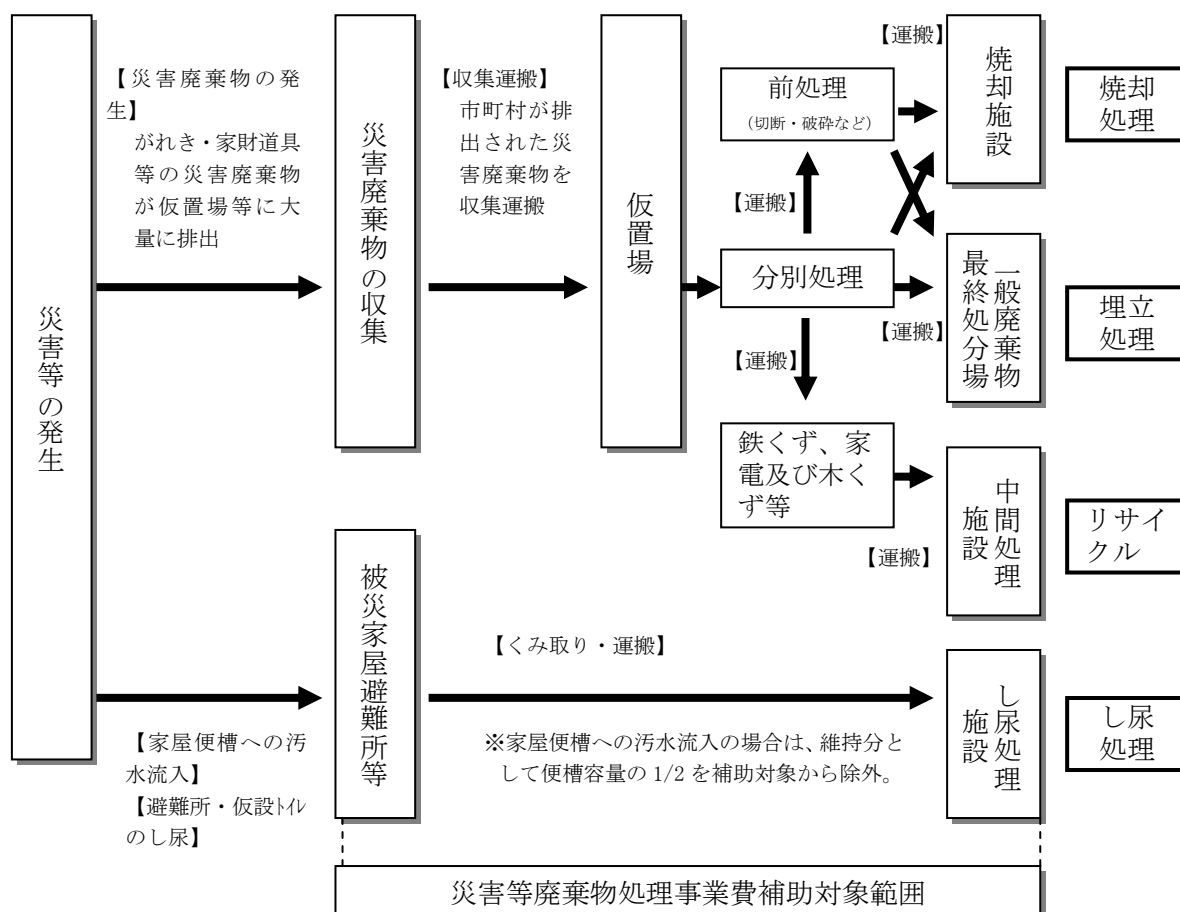 災害等の発生
【災害廃棄物の発
生】
がれき・家財道具
等の災害廃棄物
が仮置場等に大
量に排出
災害廃棄物の収集
【収集運搬】
市町村が排
出された災
害廃棄物を
収集運搬
仮置場
前処理
（切断・破砕など）
【運搬】
分別処理
【運搬】
鉄くず、家
電及び木く
ず等
【運搬】
焼却施設
【運搬】
一般廃棄物
最終処分場
【運搬】
中間処理
施設
焼却
処理
埋立
処理
リサイ
クル
【家屋便槽への汚
水流入】
【避難所・仮設ﾄｲﾚ
のし尿】
被災家屋避難所等
【くみ取り・運搬】
※家屋便槽への汚水流入の場合は、維持分と
して便槽容量の 1/2 を補助対象から除外。
し尿処理
施設
し尿
処理
災害等廃棄物処理事業費補助対象範囲